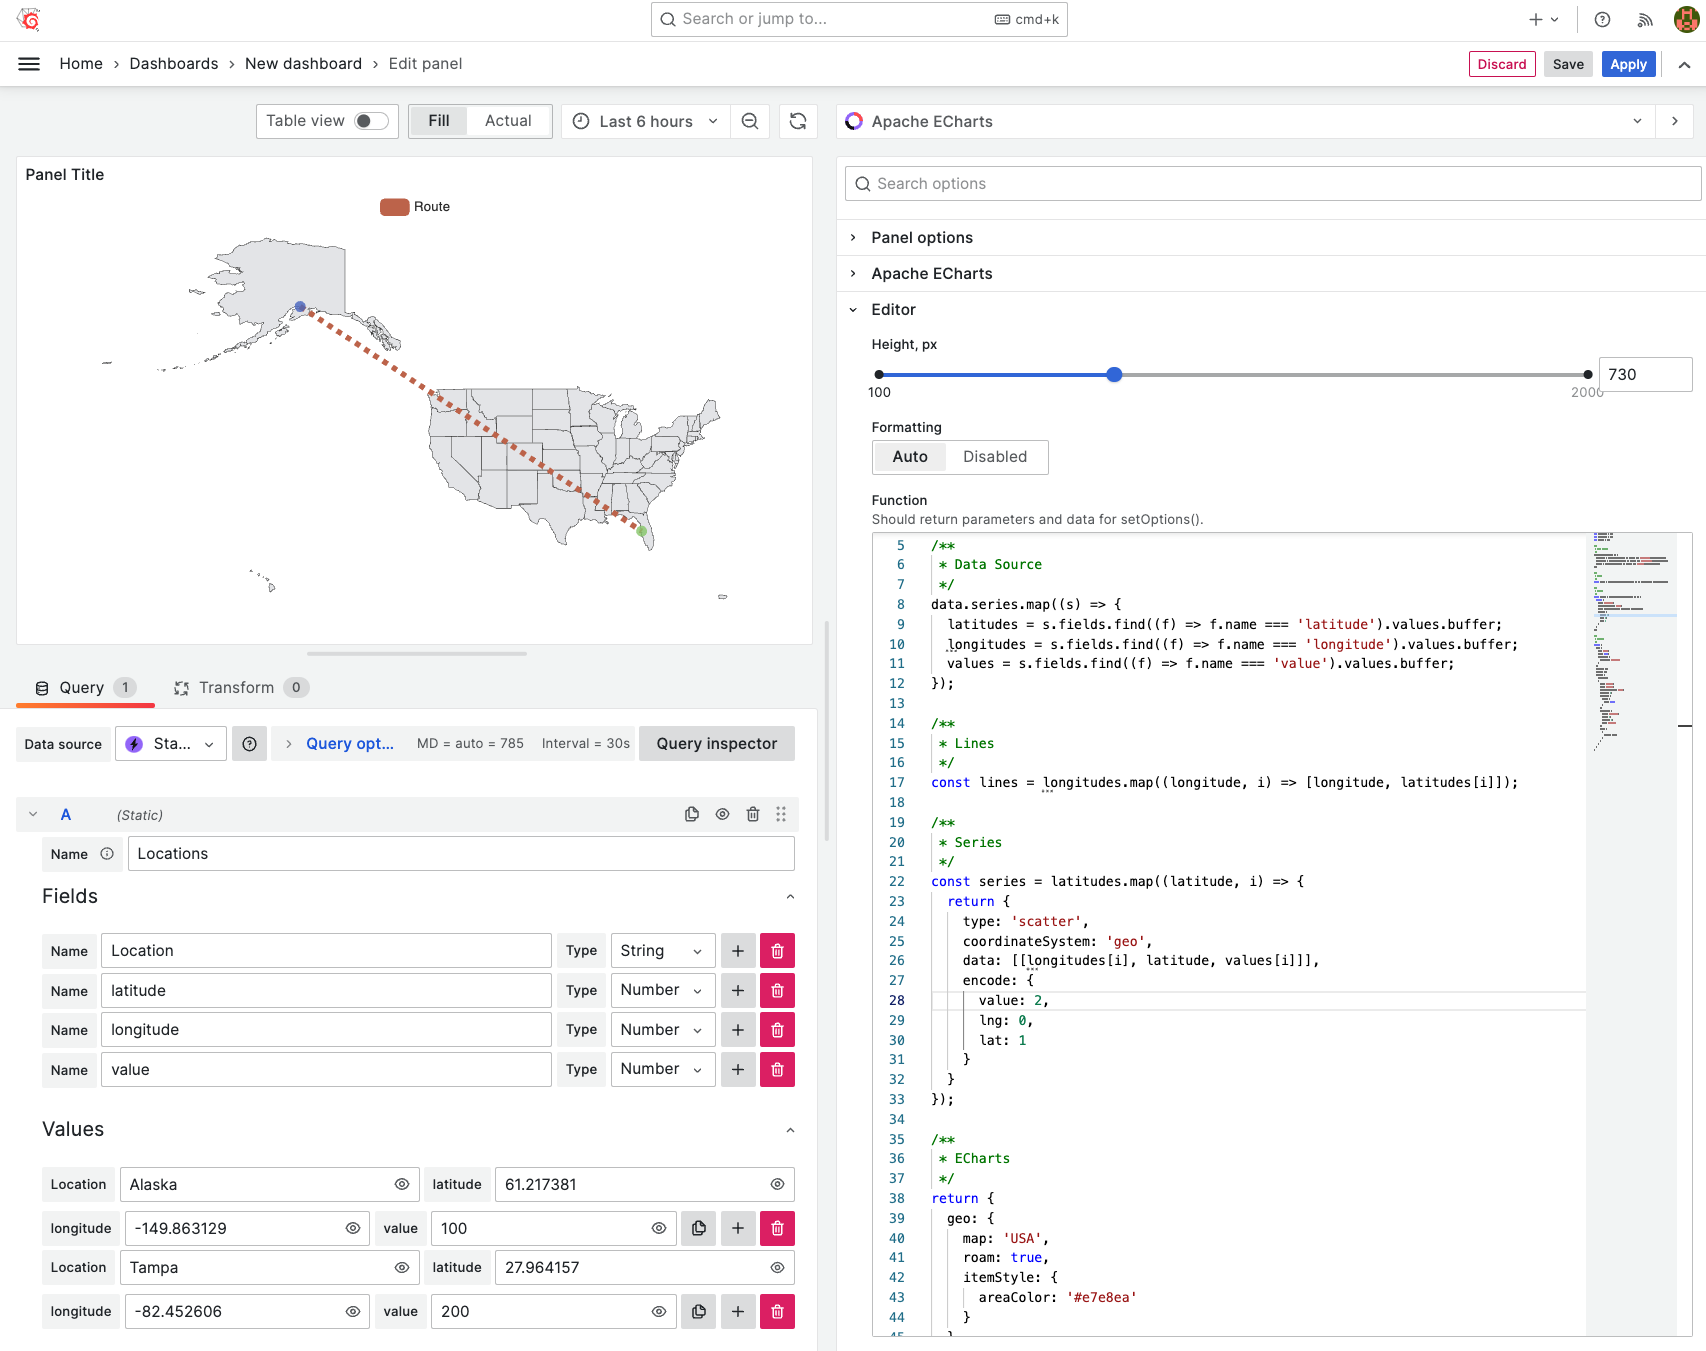 Search or jump to...
cmd+k
Home › Dashboards › New dashboard › Edit panel
Discard
Save
Apply
Table view
Fill
Actual
Last 6 hours
Apache ECharts
Panel Title
Route
Search options
Panel options
Apache ECharts
Editor
Height, px
100
2000
730
Formatting
Auto
Disabled
Function
Should return parameters and data for setOptions().
5 /**
6 * Data Source
7 */
8 data.series.map((s) => {
9 latitudes = s.fields.find((f) => f.name === 'latitude').values.buffer;
10 longitudes = s.fields.find((f) => f.name === 'longitude').values.buffer;
11 values = s.fields.find((f) => f.name === 'value').values.buffer;
12 });
13
14 /**
15 * Lines
16 */
17 const lines = longitudes.map((longitude, i) => [longitude, latitudes[i]]);
18
19 /**
20 * Series
21 */
22 const series = latitudes.map((latitude, i) => {
23 return {
24 type: 'scatter',
25 coordinateSystem: 'geo',
26 data: [[longitudes[i], latitude, values[i]]],
27 encode: {
28 value: 2,
29 lng: 0,
30 lat: 1
31 }
32 }
33 });
34
35 /**
36 * ECharts
37 */
38 return {
39 geo: {
40 map: 'USA',
41 roam: true,
42 itemStyle: {
43 areaColor: '#e7e8ea'
44 }
45 }
Query 1
Transform 0
Data source
Sta...
Query opt...
MD = auto = 785
Interval = 30s
Query inspector
A
(Static)
Name
Locations
Fields
Name Location Type String
Name latitude Type Number
Name longitude Type Number
Name value Type Number
Values
Location Alaska latitude 61.217381
longitude -149.863129 value 100
Location Tampa latitude 27.964157
longitude -82.452606 value 200